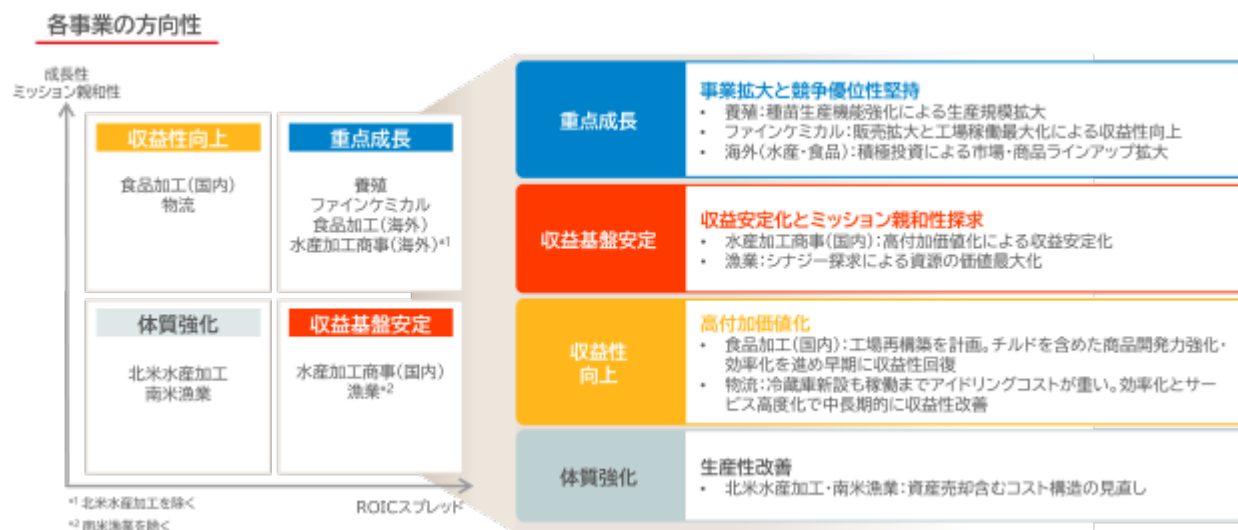 各事業の方向性
成長性
ミッション親和性
収益性向上
食品加工(国内)
物流
重点成長
養殖
ファインケミカル
食品加工(海外)
水産加工商事(海外)*1
体質強化
北米水産加工
南米漁業
収益基盤安定
水産加工商事(国内)
漁業*2
ROICスプレッド
*1 北米水産加工を除く
*2 南米漁業を除く
重点成長
事業拡大と競争優位性堅持
• 養殖:種苗生産機能強化による生産規模拡大
• ファインケミカル:販売拡大と工場稼働最大化による収益性向上
• 海外(水産・食品):積極投資による市場・商品ラインアップ拡大
収益基盤安定
収益安定化とミッション親和性探求
• 水産加工商事(国内):高付加価値化による収益安定化
• 漁業:シナジー探求による資源の価値最大化
収益性
向上
高付加価値化
• 食品加工(国内):工場再構築を計画。チルドを含めた商品開発力強化・
効率化を進め早期に収益性回復
• 物流:冷蔵庫新設も稼働までアイドリングコストが重い。効率化とサー
ビス高度化で中長期的に収益性改善
体質強化
生産性改善
• 北米水産加工・南米漁業:資産売却含むコスト構造の見直し